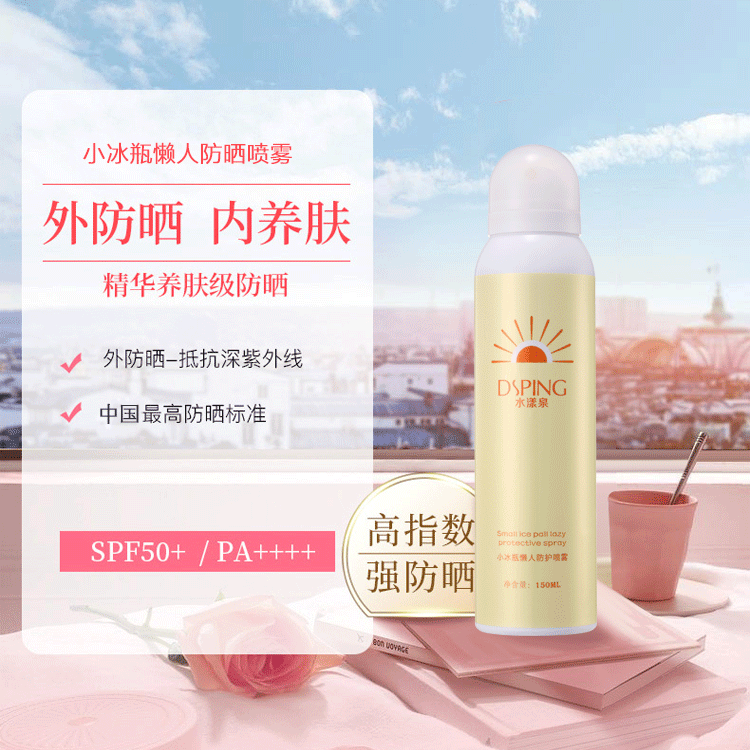 小冰瓶懒人防晒喷雾
外防晒 内养肤
精华养肤级防晒
外防晒-抵抗深紫外线
中国最高防晒标准
SPF50+ / PA++++
高指数
强防晒
DSPING
水漾泉
Small ice pall lazy
protective spray
小冰瓶懒人防护喷雾
净含量：150ML
BON VOYAGE